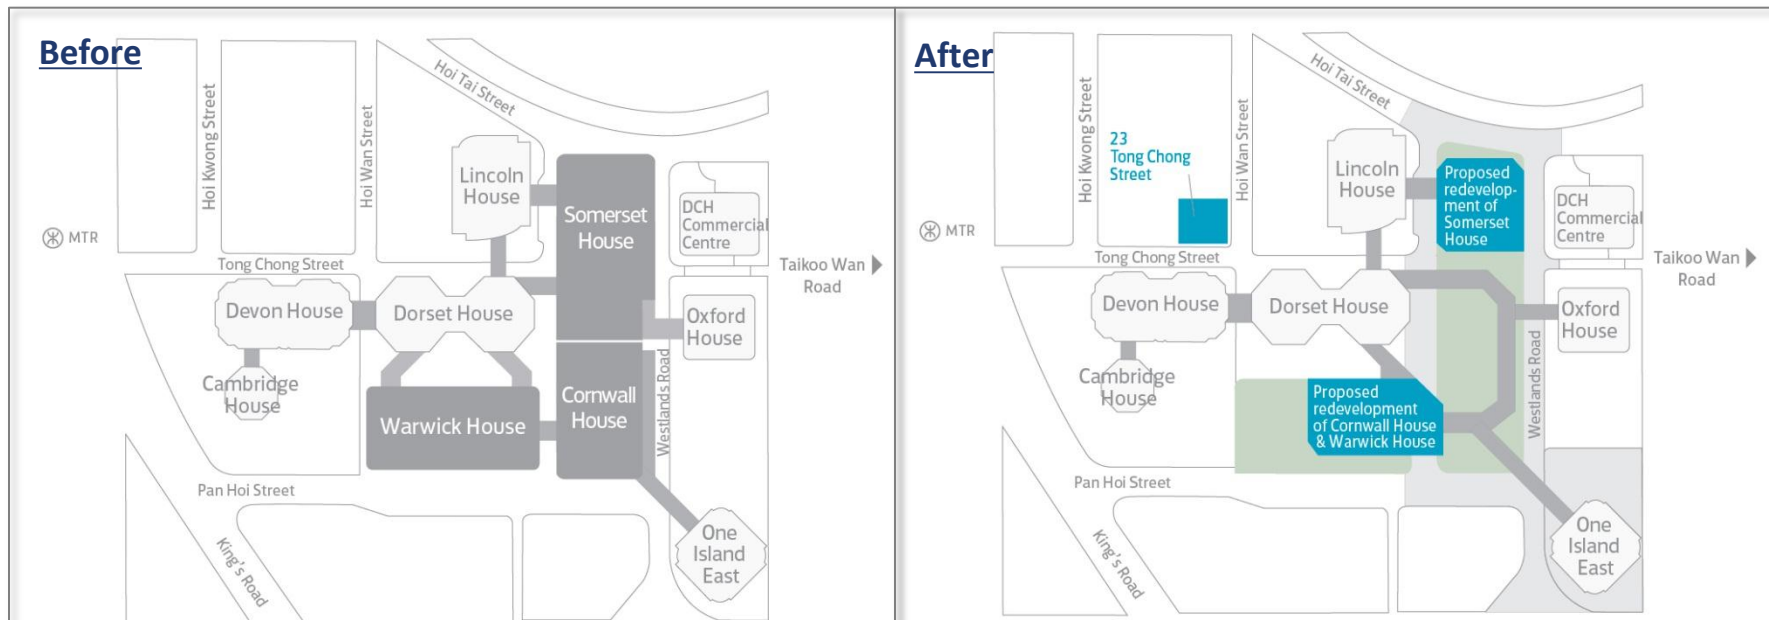 Before
Hoi Kwong Street
Hoi Wan Street
Hoi Tai Street
Lincoln
House
Somerset
House
DCH
Commercial
Centre
MTR
Tong Chong Street
Taikoo Wan
Road
Devon House
Dorset House
Oxford
House
Cambridge
House
Warwick House
Cornwall
House
Westlands Road
Pan Hoi Street
King's Road
One
Island
East
After
Hoi Kwong Street
23
Tong Chong
Street
Hoi Wan Street
Hoi Tai Street
Lincoln
House
Proposed
redevelop-
ment of
Somerset
House
DCH
Commercial
Centre
MTR
Tong Chong Street
Taikoo Wan
Road
Devon House
Dorset House
Oxford
House
Cambridge
House
Proposed
redevelopment
of Cornwall House
& Warwick House
Westlands Road
Pan Hoi Street
King's Road
One
Island
East